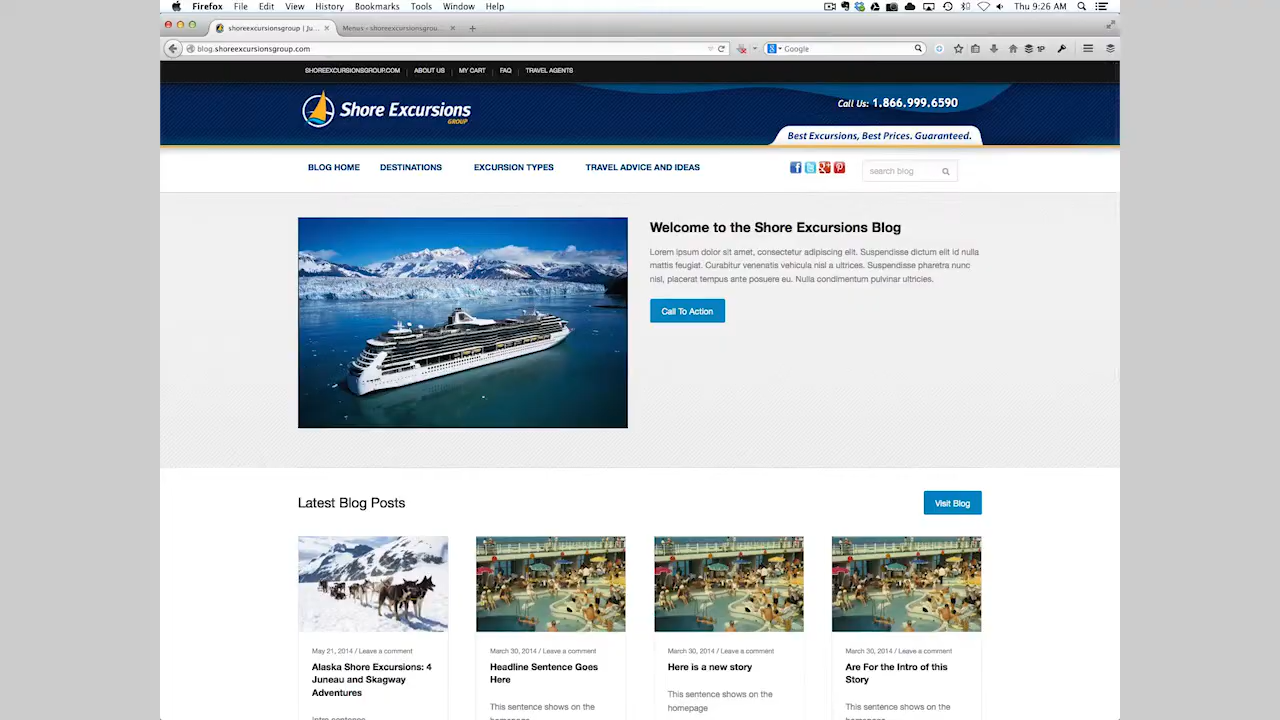 Firefox File Edit View History Bookmarks Tools Window Help
1P
Thu 9:26 AM
shoreexcursionsgroup | Ju...
Menus ‹ shoreexcursionsgrou...
blog.shoreexcursionsgroup.com
Google
SHOREEXCURSIONSGROUP.COM ABOUT US MY CART FAQ TRAVEL AGENTS
Shore Excursions
GROUP
Call Us: 1.866.999.6590
Best Excursions, Best Prices. Guaranteed.
BLOG HOME DESTINATIONS EXCURSION TYPES TRAVEL ADVICE AND IDEAS
search blog
Welcome to the Shore Excursions Blog
Lorem ipsum dolor sit amet, consectetur adipiscing elit. Suspendisse dictum elit id nulla
mattis feugiat. Curabitur venenatis vehicula nisl a ultrices. Suspendisse pharetra nunc
nisl, placerat tempus ante posuere eu. Nulla condimentum pulvinar ultricies.
Call To Action
Latest Blog Posts
Visit Blog
May 21, 2014 / Leave a comment
Alaska Shore Excursions: 4
Juneau and Skagway
Adventures
Intro sentence
March 30, 2014 / Leave a comment
Headline Sentence Goes
Here
This sentence shows on the
homepage
March 30, 2014 / Leave a comment
Here is a new story
This sentence shows on the
homepage
March 30, 2014 / Leave a comment
Are For the Intro of this
Story
This sentence shows on the
homepage